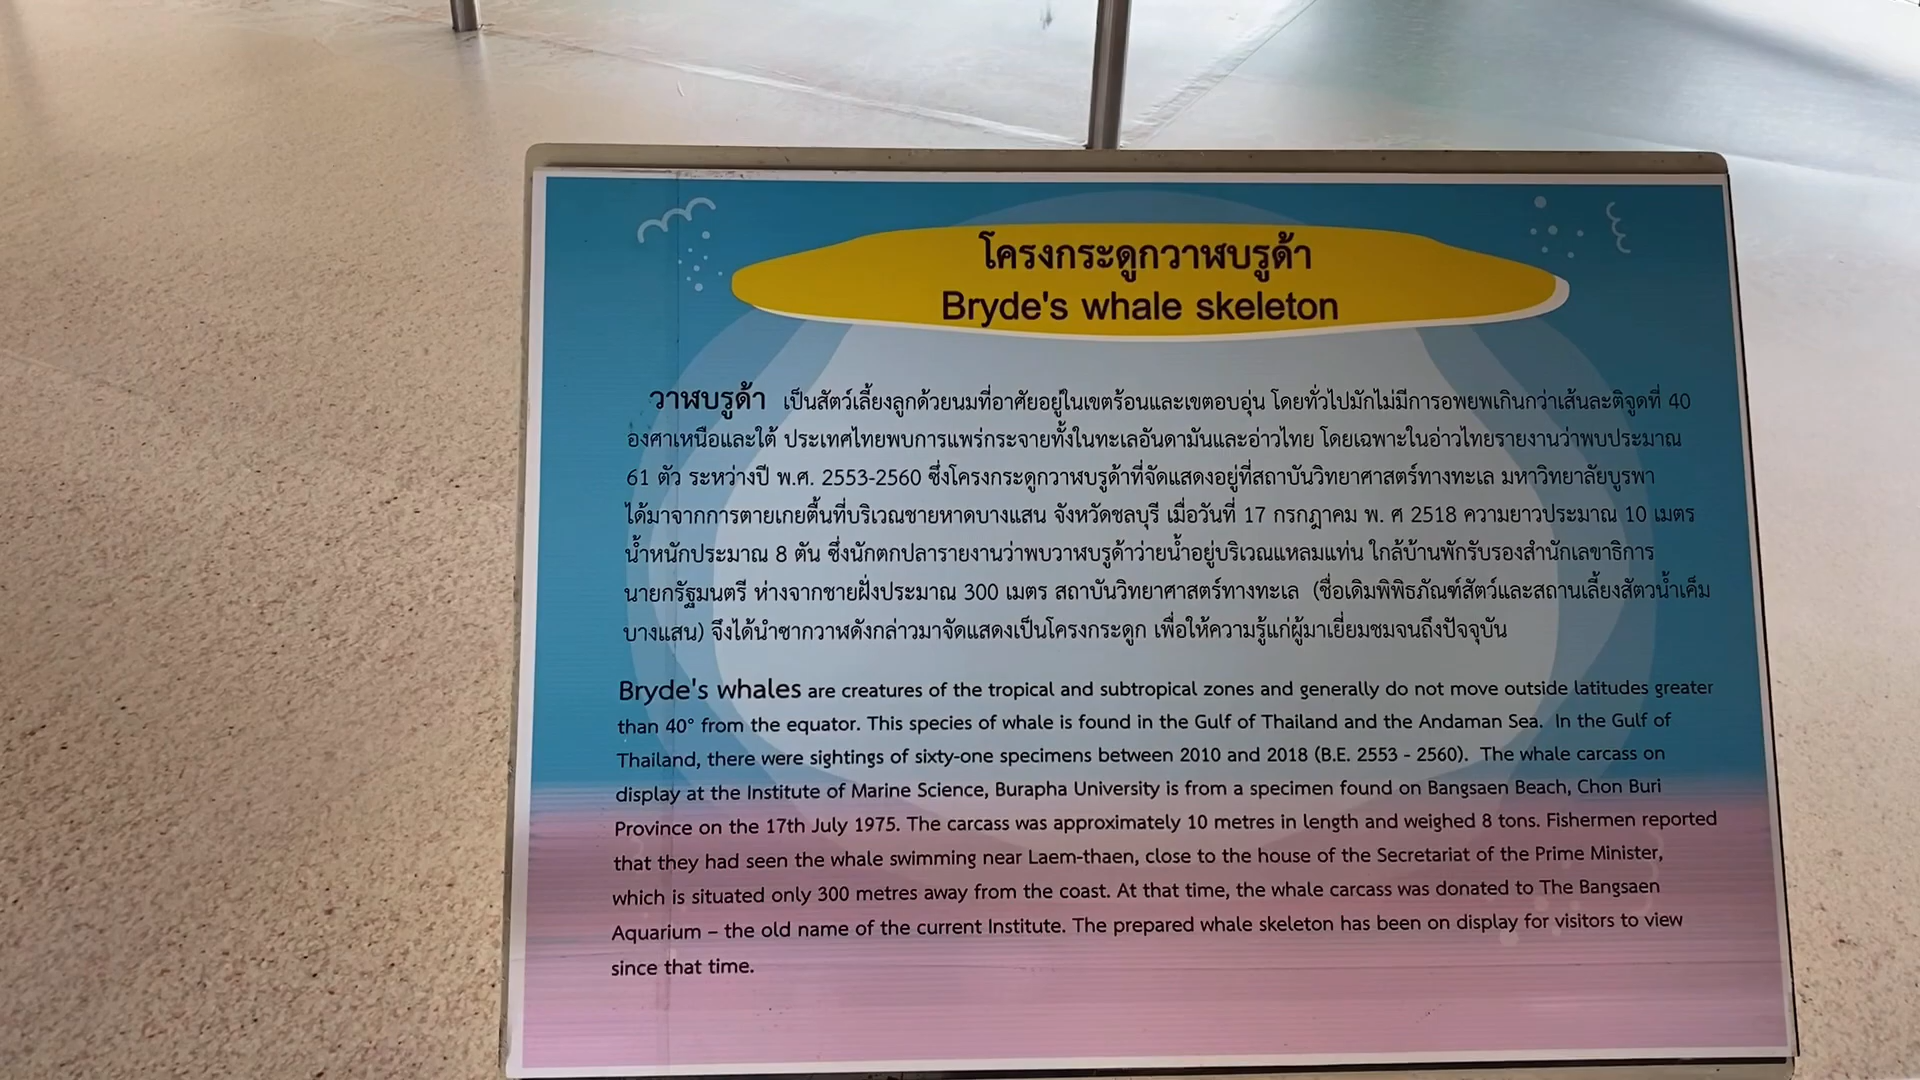 โครงกระดูกวาฬบรูด้า
Bryde's whale skeleton
วาฬบรูด้า เป็นสัตว์เลี้ยงลูกด้วยนมที่อาศัยอยู่ในเขตร้อนและเขตอบอุ่น โดยทั่วไปมักไม่มีการอพยพเกินกว่าเส้นละติจูดที่ 40
องศาเหนือและใต้ ประเทศไทยพบการแพร่กระจายทั้งในทะเลอันดามันและอ่าวไทย โดยเฉพาะในอ่าวไทยรายงานว่าพบประมาณ
61 ตัว ระหว่างปี พ.ศ. 2553-2560 ซึ่งโครงกระดูกวาฬบรูด้าที่จัดแสดงอยู่ที่สถาบันวิทยาศาสตร์ทางทะเล มหาวิทยาลัยบูรพา
ได้มาจากการตายเกยตื้นที่บริเวณชายหาดบางแสน จังหวัดชลบุรี เมื่อวันที่ 17 กรกฎาคม พ. ศ 2518 ความยาวประมาณ 10 เมตร
น้ำหนักประมาณ 8 ตัน ซึ่งนักตกปลารายงานว่าพบวาฬบรูด้าว่ายน้ำอยู่บริเวณแหลมแท่น ใกล้บ้านพักรับรองสำนักเลขาธิการ
นายกรัฐมนตรี ห่างจากชายฝั่งประมาณ 300 เมตร สถาบันวิทยาศาสตร์ทางทะเล (ชื่อเดิมพิพิธภัณฑ์สัตว์และสถานเลี้ยงสัตวน้ำเค็ม
บางแสน) จึงได้นำซากวาฬดังกล่าวมาจัดแสดงเป็นโครงกระดูก เพื่อให้ความรู้แก่ผู้มาเยี่ยมชมจนถึงปัจจุบัน
Bryde's whales are creatures of the tropical and subtropical zones and generally do not move outside latitudes greater
than 40° from the equator. This species of whale is found in the Gulf of Thailand and the Andaman Sea. In the Gulf of
Thailand, there were sightings of sixty-one specimens between 2010 and 2018 (B.E. 2553 - 2560). The whale carcass on
display at the Institute of Marine Science, Burapha University is from a specimen found on Bangsaen Beach, Chon Buri
Province on the 17th July 1975. The carcass was approximately 10 metres in length and weighed 8 tons. Fishermen reported
that they had seen the whale swimming near Laem-thaen, close to the house of the Secretariat of the Prime Minister,
which is situated only 300 metres away from the coast. At that time, the whale carcass was donated to The Bangsaen
Aquarium – the old name of the current Institute. The prepared whale skeleton has been on display for visitors to view
since that time.